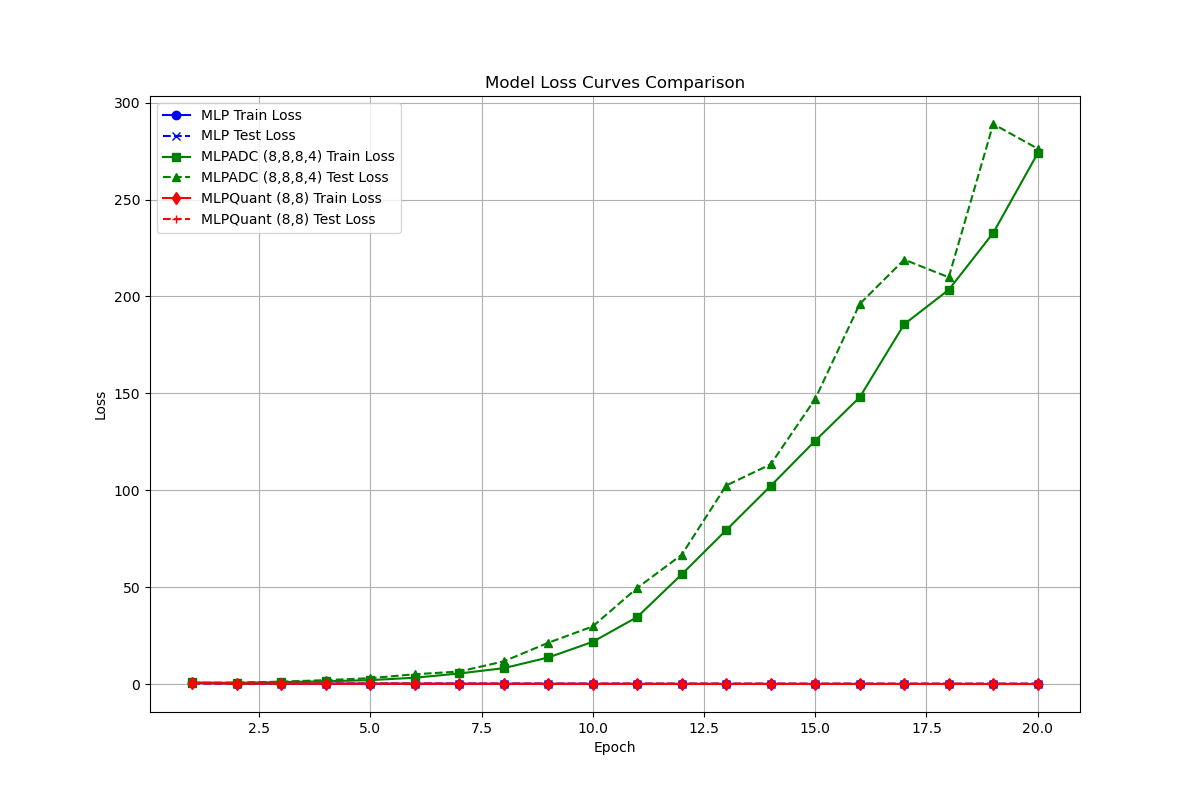 Model Loss Curves Comparison
MLP Train Loss
MLP Test Loss
MLPADC (8,8,8,4) Train Loss
MLPADC (8,8,8,4) Test Loss
MLPQuant (8,8) Train Loss
MLPQuant (8,8) Test Loss
300
250
200
150
100
50
0
Loss
2.5 5.0 7.5 10.0 12.5 15.0 17.5 20.0
Epoch